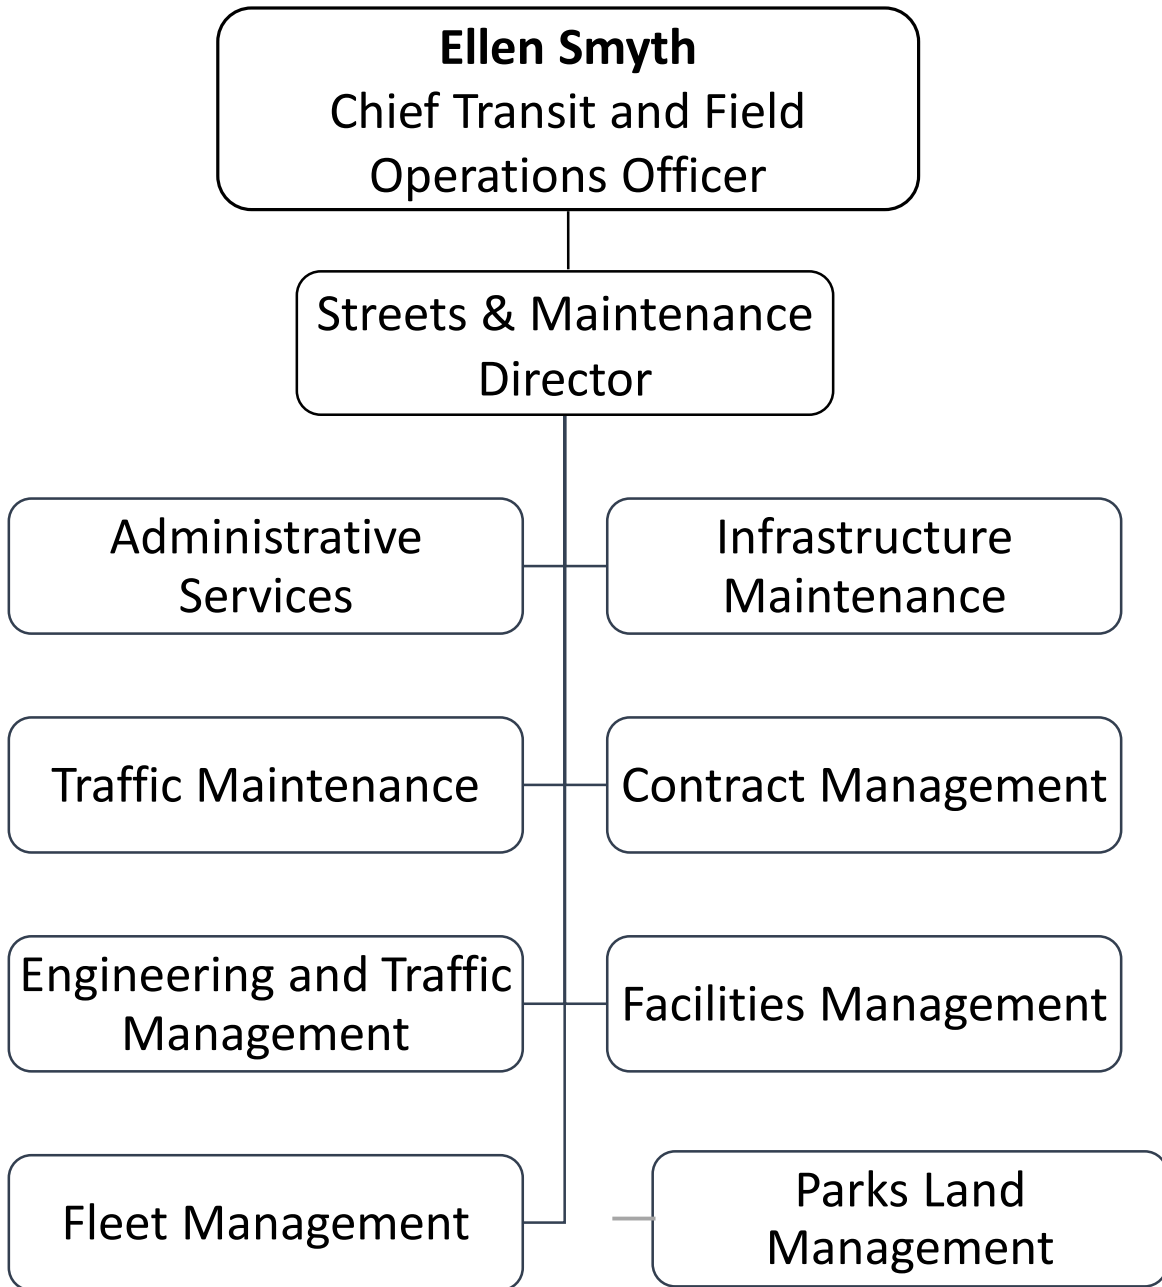 Ellen Smyth
Chief Transit and Field
Operations Officer
Streets & Maintenance
Director
Administrative
Services
Infrastructure
Maintenance
Traffic Maintenance
Contract Management
Engineering and Traffic
Management
Facilities Management
Fleet Management
Parks Land
Management